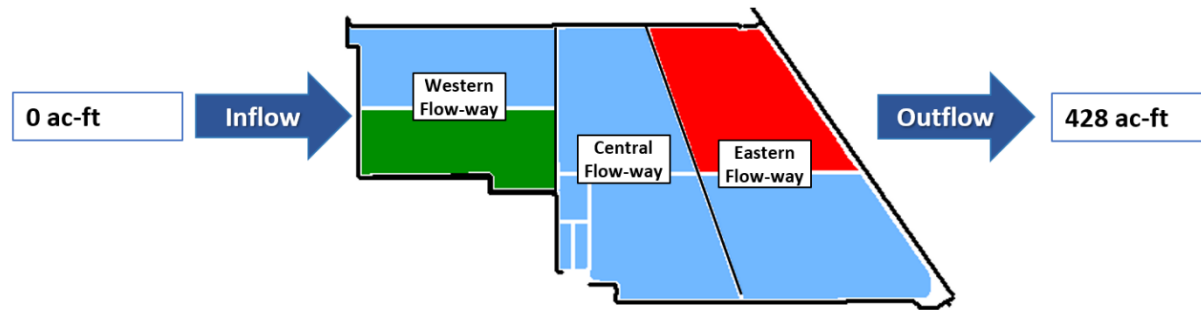 0 ac-ft
Inflow
Western
Flow-way
Central
Flow-way
Eastern
Flow-way
Outflow
428 ac-ft